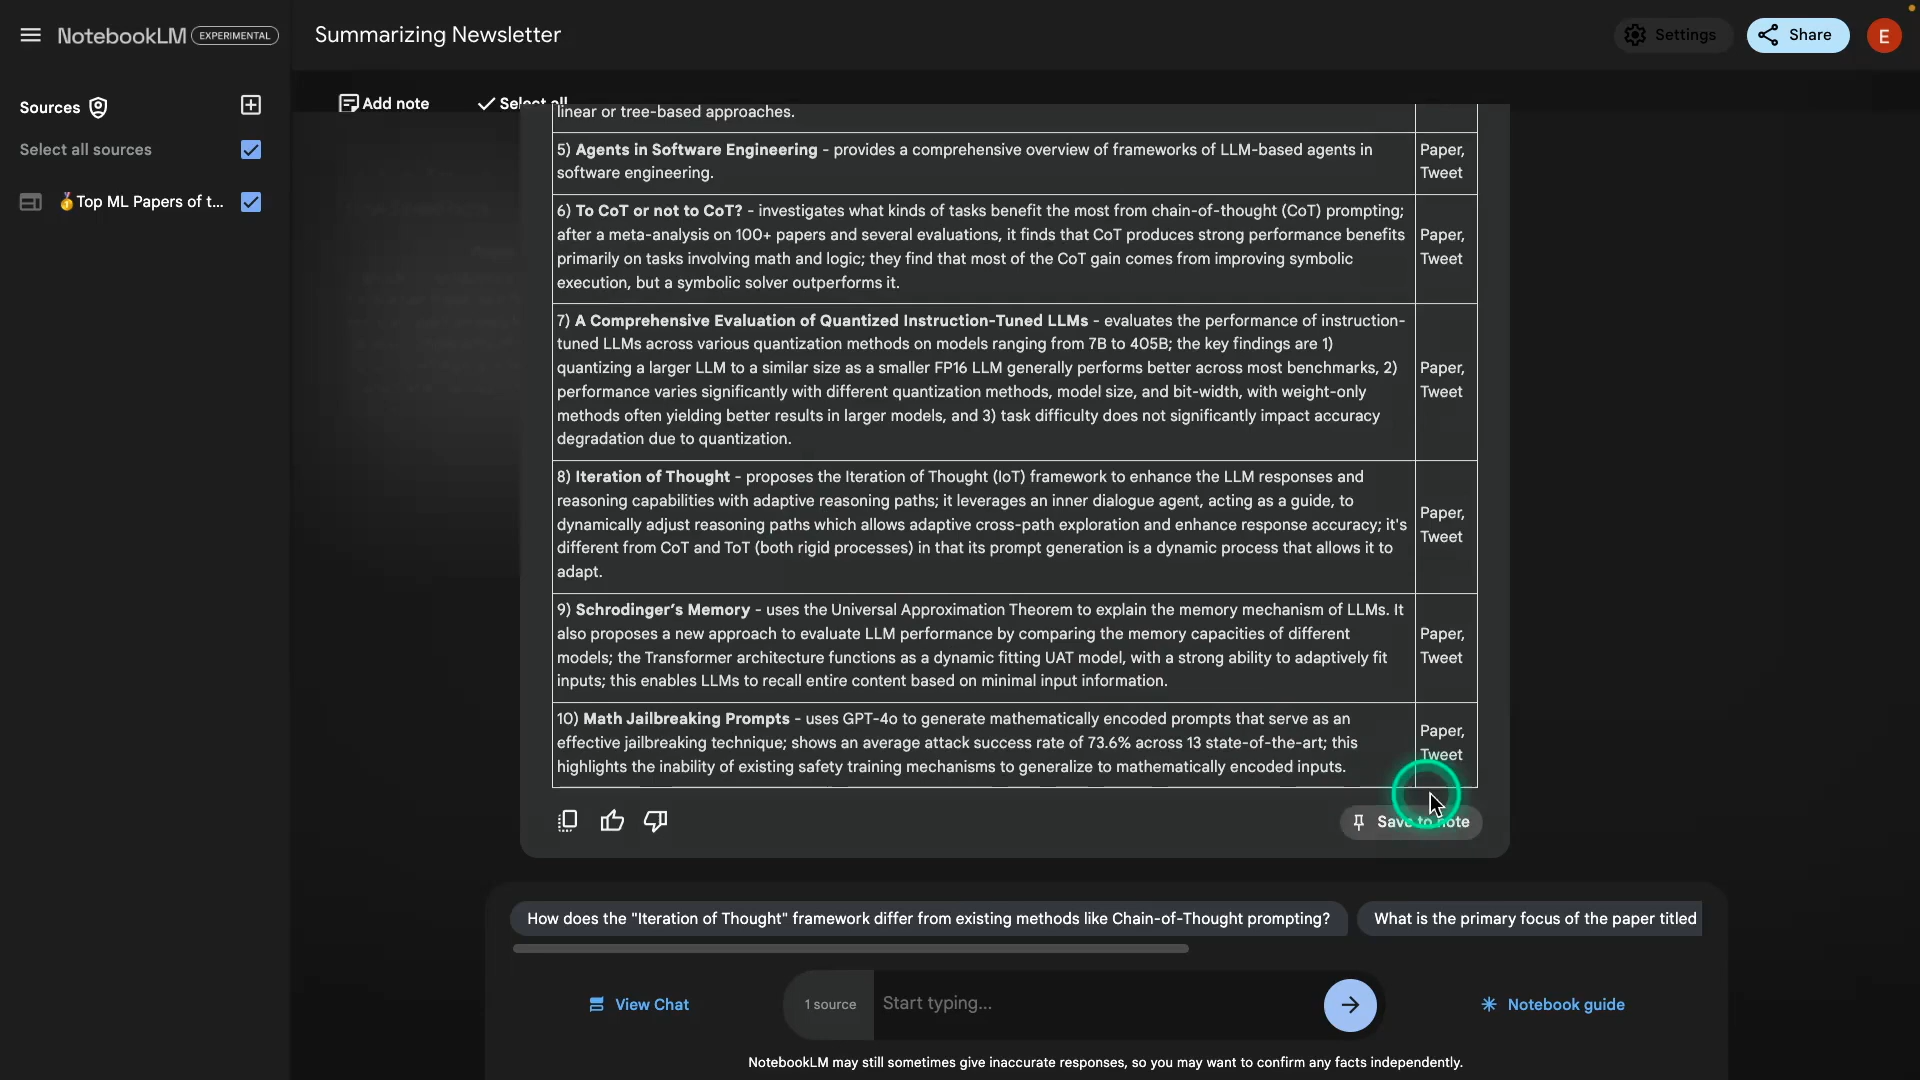 NotebookLM EXPERIMENTAL
Summarizing Newsletter
Settings
Share
E
Sources
Select all sources
🥇Top ML Papers of t...
Add note
Select all
linear or tree-based approaches.
5) Agents in Software Engineering - provides a comprehensive overview of frameworks of LLM-based agents in
software engineering.
Paper,
Tweet
6) To CoT or not to CoT? - investigates what kinds of tasks benefit the most from chain-of-thought (CoT) prompting;
after a meta-analysis on 100+ papers and several evaluations, it finds that CoT produces strong performance benefits
primarily on tasks involving math and logic; they find that most of the CoT gain comes from improving symbolic
execution, but a symbolic solver outperforms it.
Paper,
Tweet
7) A Comprehensive Evaluation of Quantized Instruction-Tuned LLMs - evaluates the performance of instruction-
tuned LLMs across various quantization methods on models ranging from 7B to 405B; the key findings are 1)
quantizing a larger LLM to a similar size as a smaller FP16 LLM generally performs better across most benchmarks, 2)
performance varies significantly with different quantization methods, model size, and bit-width, with weight-only
methods often yielding better results in larger models, and 3) task difficulty does not significantly impact accuracy
degradation due to quantization.
Paper,
Tweet
8) Iteration of Thought - proposes the Iteration of Thought (IoT) framework to enhance the LLM responses and
reasoning capabilities with adaptive reasoning paths; it leverages an inner dialogue agent, acting as a guide, to
dynamically adjust reasoning paths which allows adaptive cross-path exploration and enhance response accuracy; it's
different from CoT and ToT (both rigid processes) in that its prompt generation is a dynamic process that allows it to
adapt.
Paper,
Tweet
9) Schrodinger's Memory - uses the Universal Approximation Theorem to explain the memory mechanism of LLMs. It
also proposes a new approach to evaluate LLM performance by comparing the memory capacities of different
models; the Transformer architecture functions as a dynamic fitting UAT model, with a strong ability to adaptively fit
inputs; this enables LLMs to recall entire content based on minimal input information.
Paper,
Tweet
10) Math Jailbreaking Prompts - uses GPT-4o to generate mathematically encoded prompts that serve as an
effective jailbreaking technique; shows an average attack success rate of 73.6% across 13 state-of-the-art; this
highlights the inability of existing safety training mechanisms to generalize to mathematically encoded inputs.
Paper,
Tweet
Save to note
How does the "Iteration of Thought" framework differ from existing methods like Chain-of-Thought prompting?
What is the primary focus of the paper titled
View Chat
1 source
Start typing...
Notebook guide
NotebookLM may still sometimes give inaccurate responses, so you may want to confirm any facts independently.